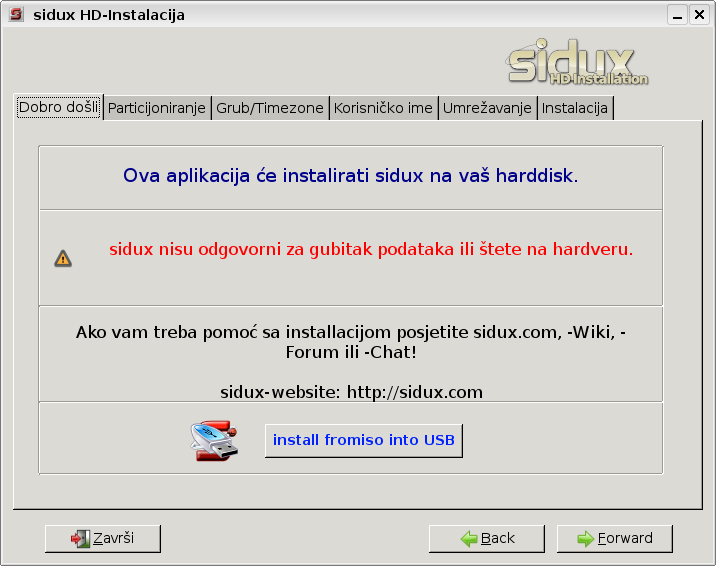 sidux HD-Instalacija
sidux
HD-Installation
Dobro došli Particijoniranje Grub/Timezone Korisničko ime Umrežavanje Instalacija
Ova aplikacija će instalirati sidux na vaš harddisk.
sidux nisu odgovorni za gubitak podataka ili štete na hardveru.
Ako vam treba pomoć sa installacijom posjetite sidux.com, -Wiki, -
Forum ili -Chat!
sidux-website: http://sidux.com
install fromiso into USB
Završi Back Forward